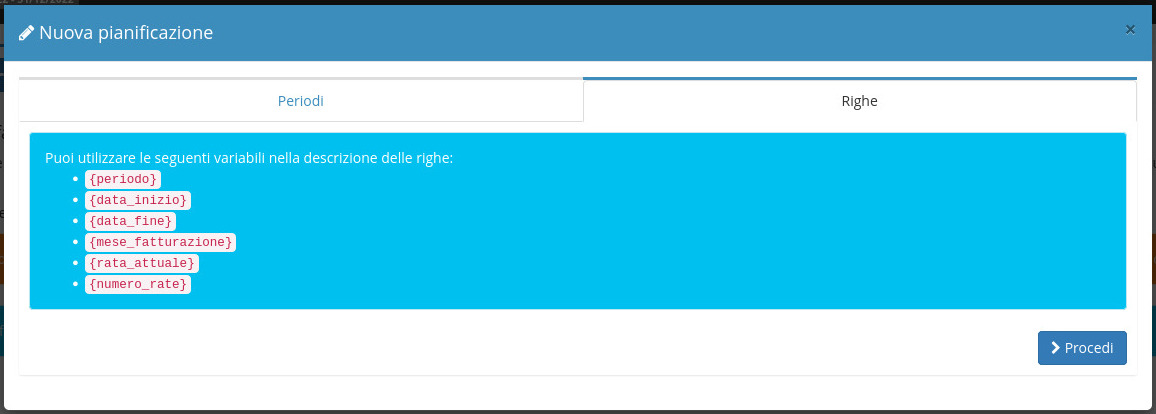 Nuova pianificazione
×
Periodi
Righe
Puoi utilizzare le seguenti variabili nella descrizione delle righe:
{periodo}
{data_inizio}
{data_fine}
{mese_fatturazione}
{rata_attuale}
{numero_rate}
Procedi